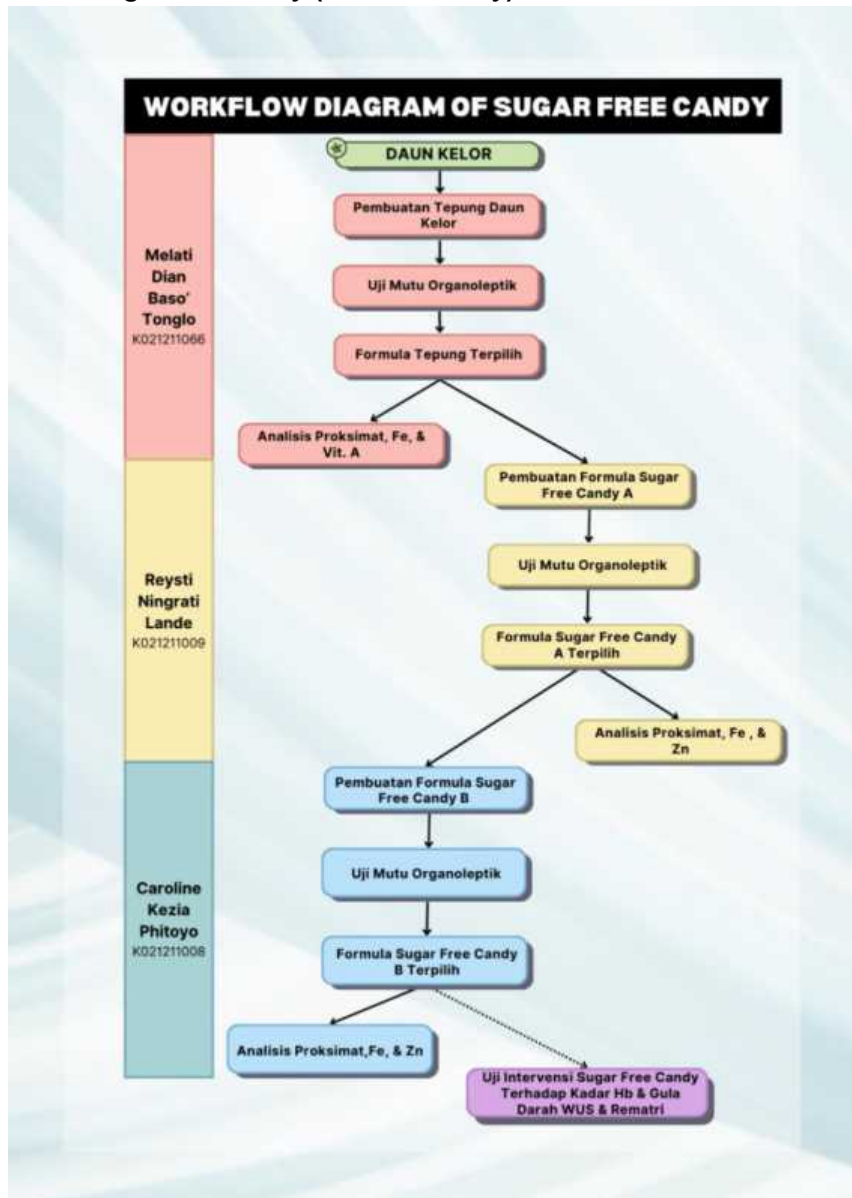 WORKFLOW DIAGRAM OF SUGAR FREE CANDY
DAUN KELOR
Pembuatan Tepung Daun
Kelor
Uji Mutu Organoleptik
Formula Tepung Terpilih
Analisis Proksimat, Fe, &
Vit. A
Melati
Dian
Baso'
Tonglo
K021211066
Pembuatan Formula Sugar
Free Candy A
Uji Mutu Organoleptik
Formula Sugar Free Candy
A Terpilih
Analisis Proksimat, Fe , &
Zn
Reysti
Ningrati
Lande
K021211009
Pembuatan Formula Sugar
Free Candy B
Uji Mutu Organoleptik
Formula Sugar Free Candy
B Terpilih
Analisis Proksimat,Fe, & Zn
Caroline
Kezia
Phitoyo
K021211008
Uji Intervensi Sugar Free Candy
Terhadap Kadar Hb & Gula
Darah WUS & Rematri